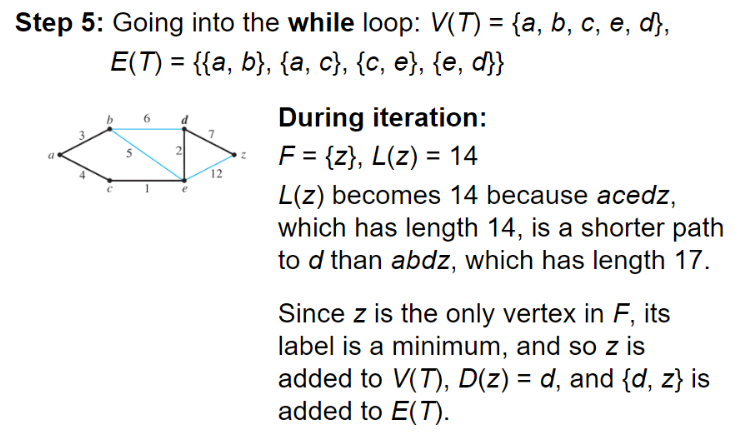 Step 5: Going into the while loop: V(T) = {a, b, c, e, d},
E(T) = {{a, b}, {a, c}, {c, e}, {e, d}}
b 6 d
3 7
a 5 2 z
4 12
c 1 e
During iteration:
F = {z}, L(z) = 14
L(z) becomes 14 because acedz,
which has length 14, is a shorter path
to d than abdz, which has length 17.
Since z is the only vertex in F, its
label is a minimum, and so z is
added to V(T), D(z) = d, and {d, z} is
added to E(T).